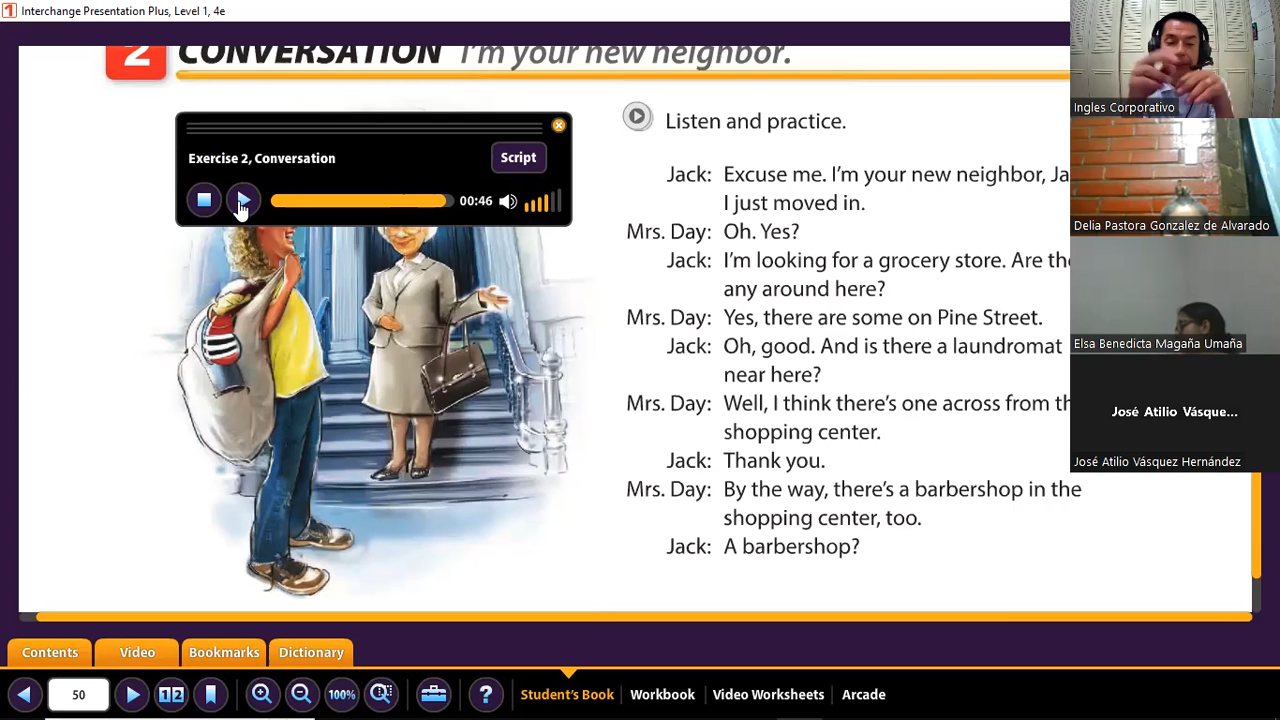 Interchange Presentation Plus, Level 1, 4e
2 CONVERSATION I'm your new neighbor.
Exercise 2, Conversation
Script
00:46
Listen and practice.
Jack: Excuse me. I'm your new neighbor,
I just moved in.
Mrs. Day: Oh. Yes?
Jack: I'm looking for a grocery store. Are
any around here?
Mrs. Day: Yes, there are some on Pine Street.
Jack: Oh, good. And is there a laundromat
near here?
Mrs. Day: Well, I think there's one across from
shopping center.
Jack: Thank you.
Mrs. Day: By the way, there's a barbershop in the
shopping center, too.
Jack: A barbershop?
Ingles Corporativo
Delia Pastora Gonzalez de Alvarado
Elsa Benedicta Magaña Umaña
José Atilio Vásque...
José Atilio Vásquez Hernández
Contents Video Bookmarks Dictionary
50 1 2 100% ? Student's Book Workbook Video Worksheets Arcade